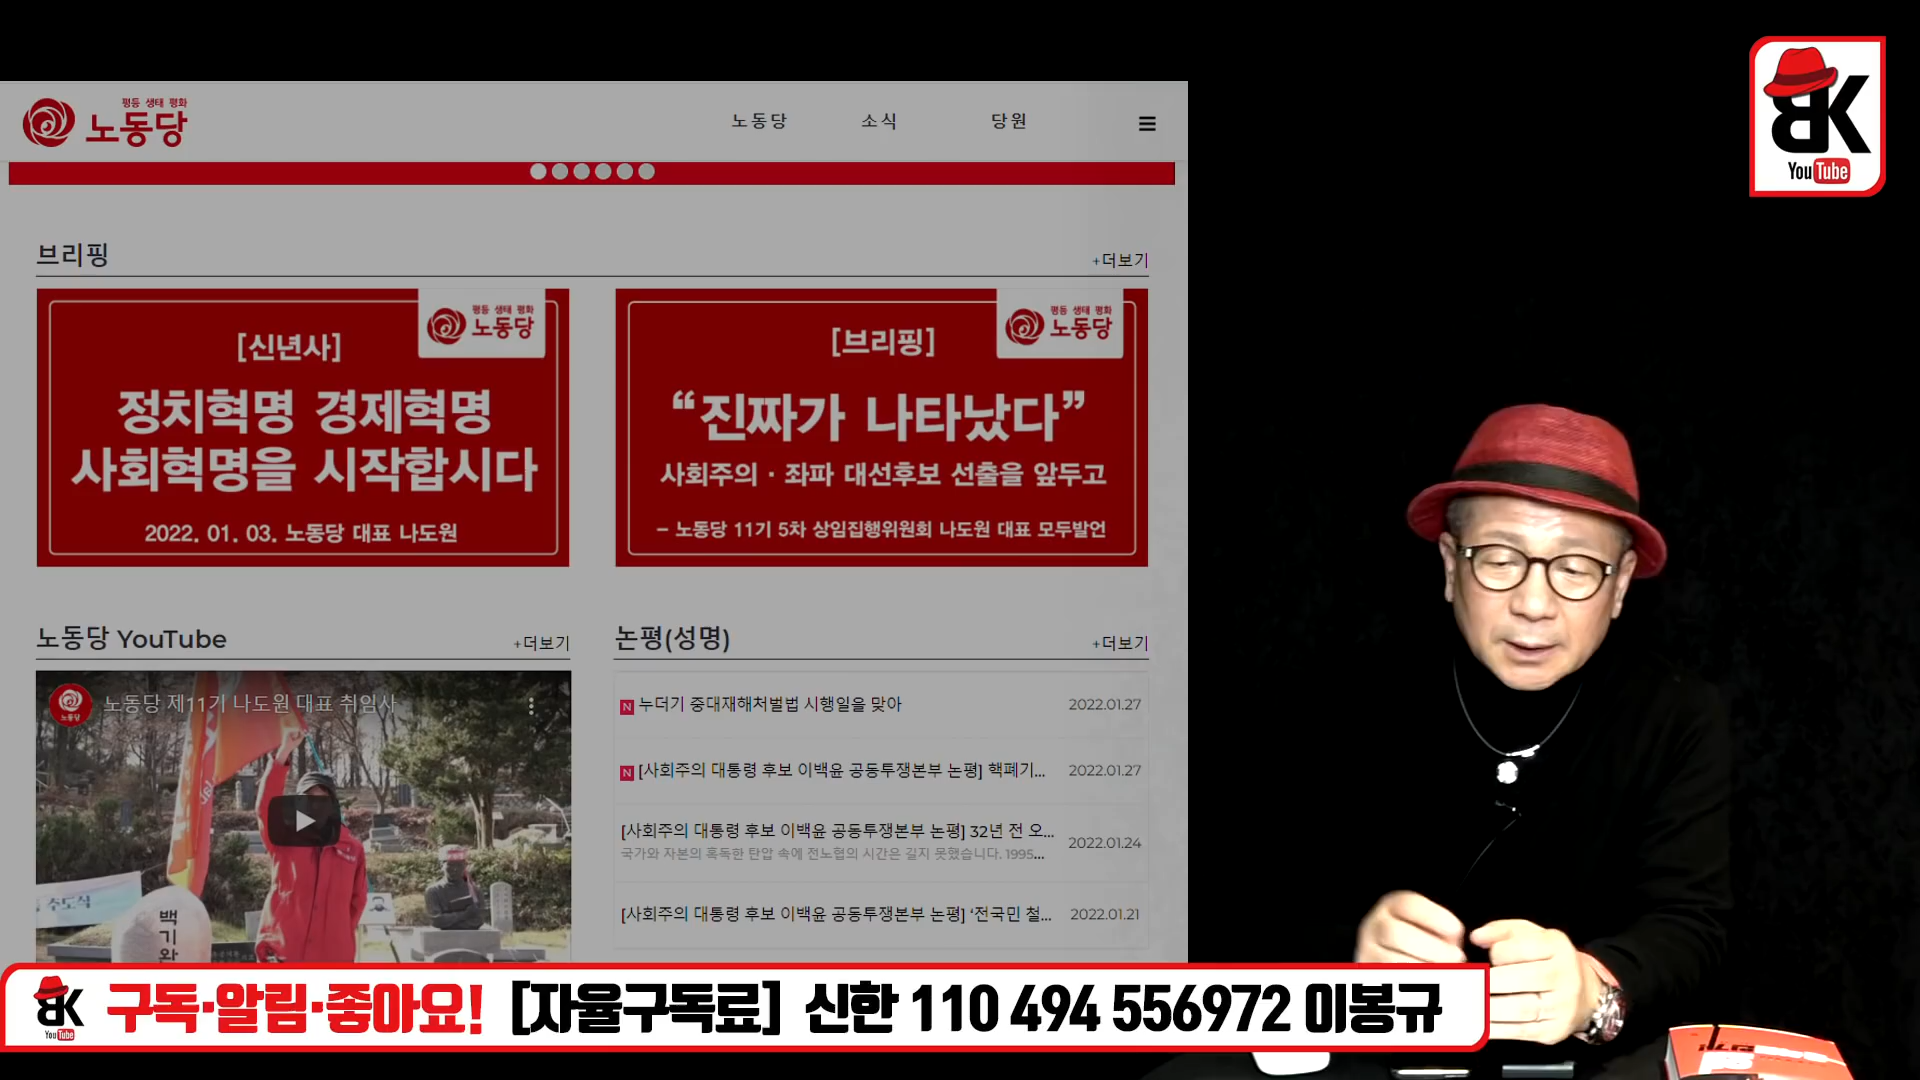 평등 생태 평화
노동당
노동당
소식
당원
브리핑
+더보기
평등 생태 평화
노동당
[신년사]
정치혁명 경제혁명
사회혁명을 시작합시다
2022. 01. 03. 노동당 대표 나도원
평등 생태 평화
노동당
[브리핑]
“진짜가 나타났다”
사회주의 · 좌파 대선후보 선출을 앞두고
– 노동당 11기 5차 상임집행위원회 나도원 대표 모두발언
노동당 YouTube
+더보기
노동당
노동당 제11기 나도원 대표 취임사
추도식
백기완
논평(성명)
+더보기
N 누더기 중대재해처벌법 시행일을 맞아 2022.01.27
N [사회주의 대통령 후보 이백윤 공동투쟁본부 논평] 핵폐기... 2022.01.27
[사회주의 대통령 후보 이백윤 공동투쟁본부 논평] 32년 전 오... 2022.01.24
국가와 자본의 혹독한 탄압 속에 전노협의 시간은 길지 못했습니다. 1995...
[사회주의 대통령 후보 이백윤 공동투쟁본부 논평] ‘전국민 철... 2022.01.21
BK
YouTube
BK
YouTube
구독·알림·좋아요! [자율구독료] 신한 110 494 556972 이봉규